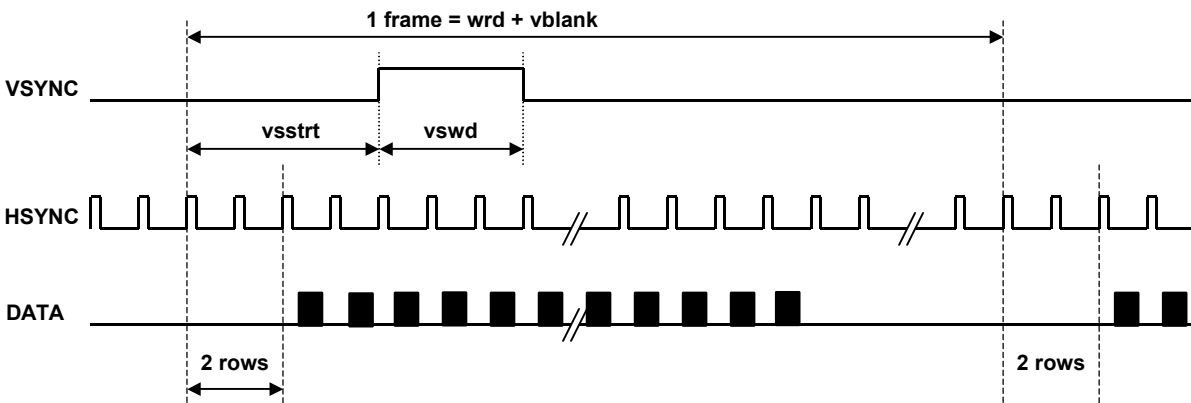 1 frame = wrd + vblank
VSYNC
vsstrt
vswd
HSYNC
DATA
2 rows
2 rows